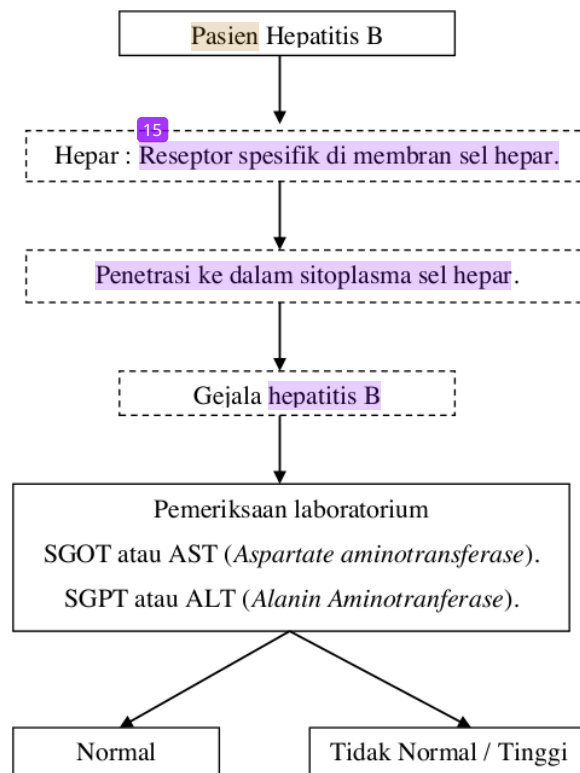 Pasien Hepatitis B
15
Hepar : Reseptor spesifik di membran sel hepar.
Penetrasi ke dalam sitoplasma sel hepar.
Gejala hepatitis B
Pemeriksaan laboratorium
SGOT atau AST (Aspartate aminotransferase).
SGPT atau ALT (Alanin Aminotranferase).
Normal
Tidak Normal / Tinggi